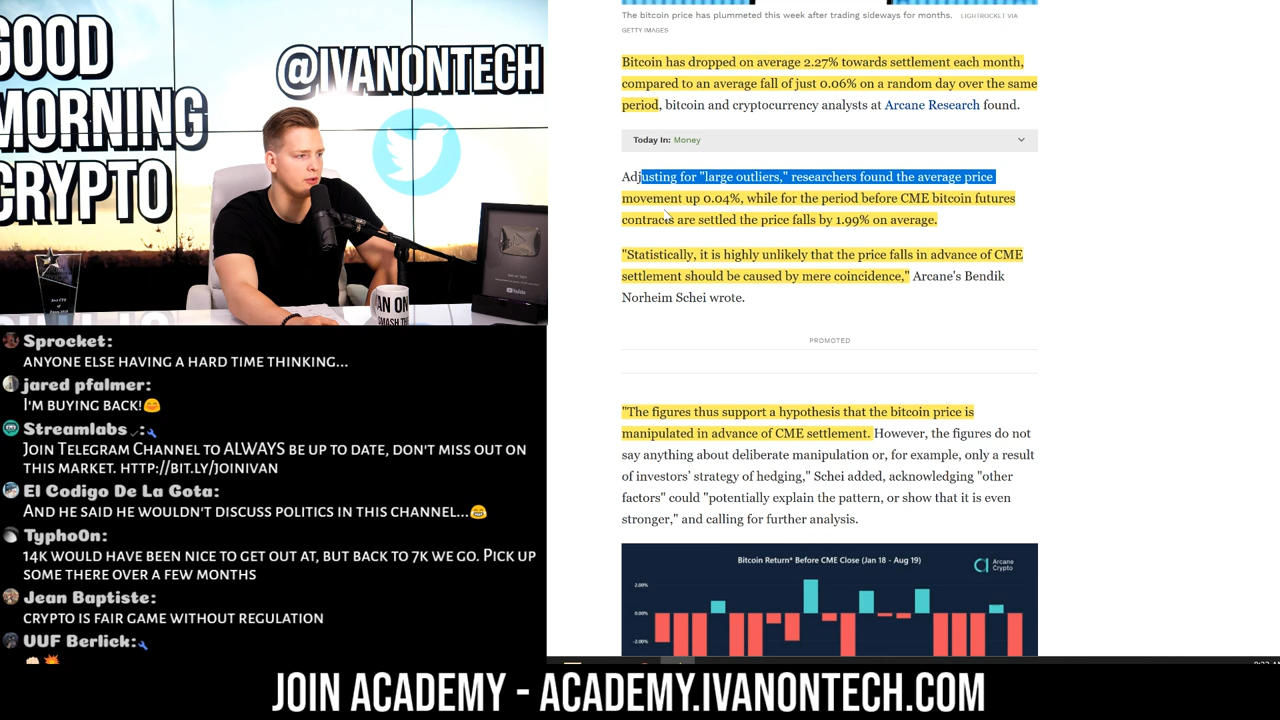 GOOD
MORNING
CRYPTO
@IVANONTECH
YouTube
AN ON
SMASH TH
Sprocket:
ANYONE ELSE HAVING A HARD TIME THINKING...
jared pfalmer:
I'M BUYING BACK!😊
Streamlabs:
JOIN TELEGRAM CHANNEL TO ALWAYS BE UP TO DATE, DON'T MISS OUT ON
THIS MARKET. HTTP://BIT.LY/JOINIVAN
El Codigo De La Gota:
AND HE SAID HE WOULDN'T DISCUSS POLITICS IN THIS CHANNEL...😂
Typho0n:
14K WOULD HAVE BEEN NICE TO GET OUT AT, BUT BACK TO 7K WE GO. PICK UP
SOME THERE OVER A FEW MONTHS
Jean Baptiste:
CRYPTO IS FAIR GAME WITHOUT REGULATION
UUF Berlick:
The bitcoin price has plummeted this week after trading sideways for months. LIGHTROCKET VIA
GETTY IMAGES
Bitcoin has dropped on average 2.27% towards settlement each month,
compared to an average fall of just 0.06% on a random day over the same
period, bitcoin and cryptocurrency analysts at Arcane Research found.
Today In: Money
Adjusting for "large outliers," researchers found the average price
movement up 0.04%, while for the period before CME bitcoin futures
contracts are settled the price falls by 1.99% on average.
"Statistically, it is highly unlikely that the price falls in advance of CME
settlement should be caused by mere coincidence," Arcane's Bendik
Norheim Schei wrote.
PROMOTED
"The figures thus support a hypothesis that the bitcoin price is
manipulated in advance of CME settlement. However, the figures do not
say anything about deliberate manipulation or, for example, only a result
of investors' strategy of hedging," Schei added, acknowledging "other
factors" could "potentially explain the pattern, or show that it is even
stronger," and calling for further analysis.
Bitcoin Return* Before CME Close (Jan 18 - Aug 19)
Arcane
Crypto
2.00%
0.00%
-2.00%
JOIN ACADEMY - ACADEMY.IVANONTECH.COM